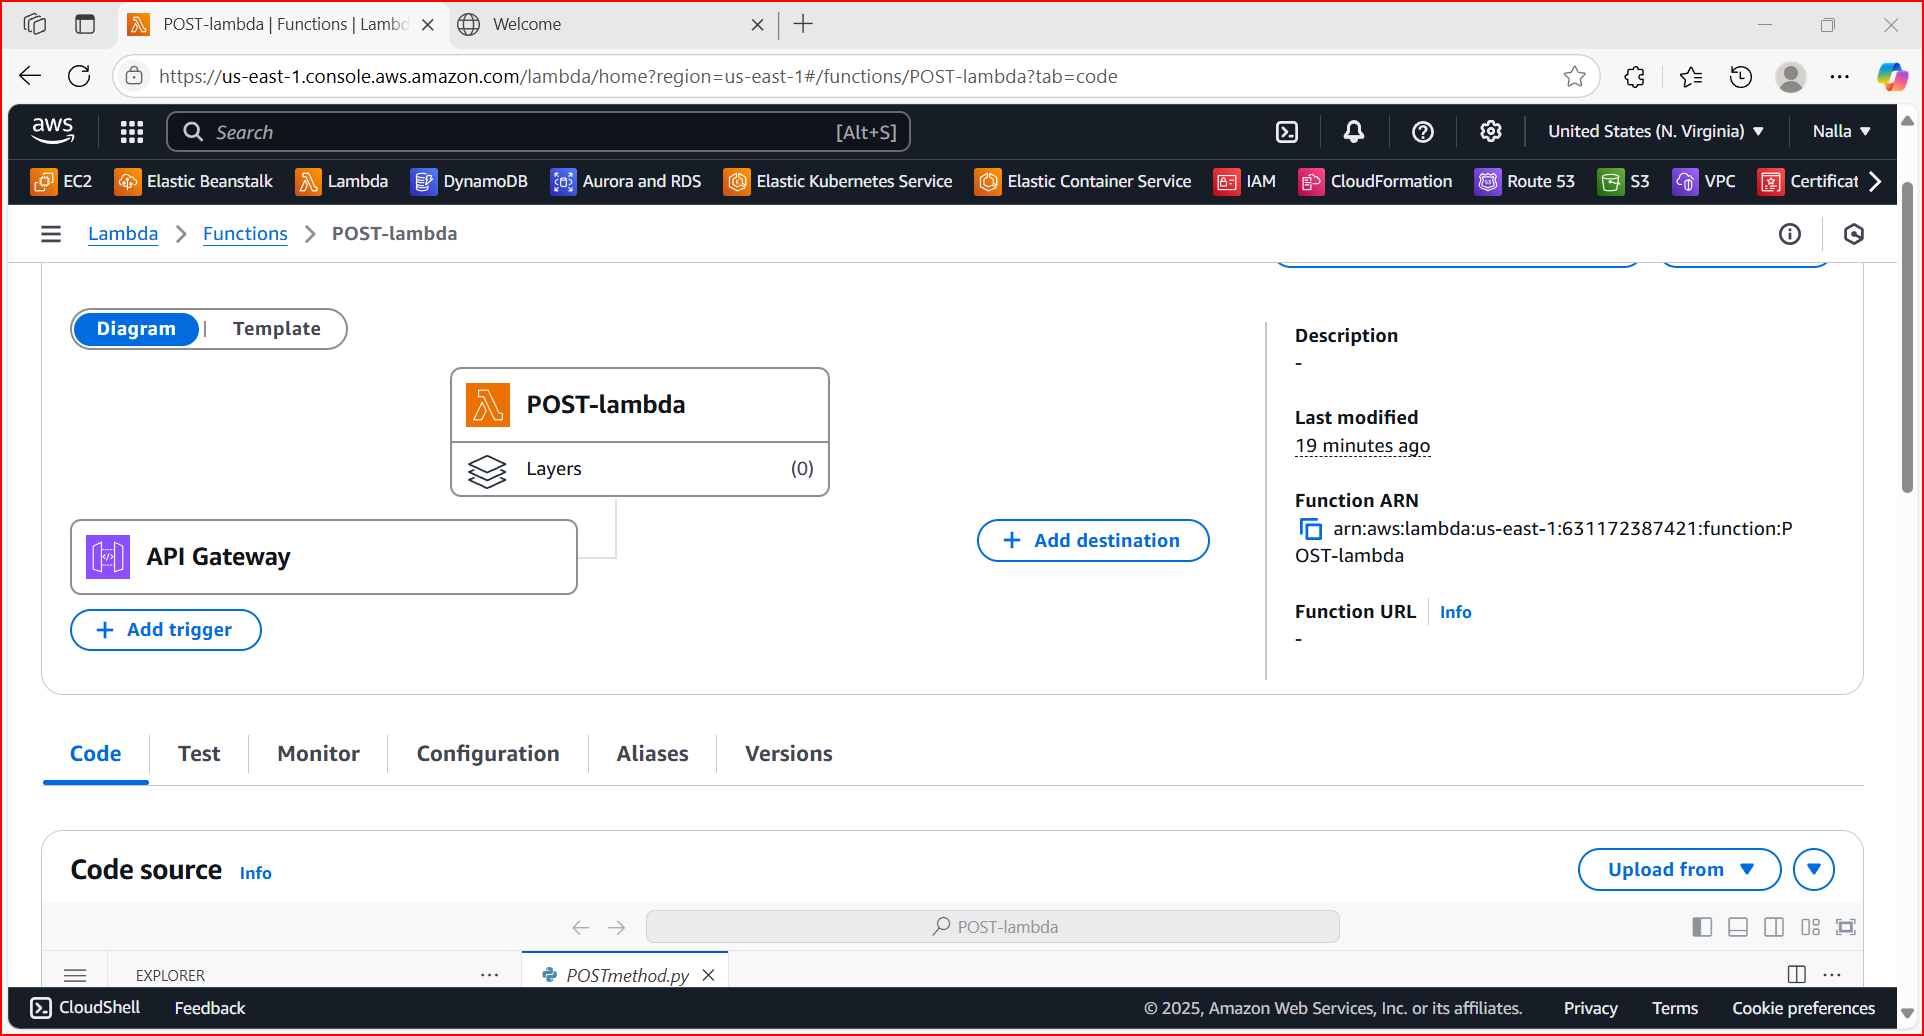 POST-lambda | Functions | Lambd
Welcome
https://us-east-1.console.aws.amazon.com/lambda/home?region=us-east-1#/functions/POST-lambda?tab=code
aws
Search
[Alt+S]
United States (N. Virginia)
Nalla
EC2
Elastic Beanstalk
Lambda
DynamoDB
Aurora and RDS
Elastic Kubernetes Service
Elastic Container Service
IAM
CloudFormation
Route 53
S3
VPC
Certificat
Lambda
Functions
POST-lambda
Diagram
Template
POST-lambda
Layers
(0)
API Gateway
+ Add trigger
+ Add destination
Description
-
Last modified
19 minutes ago
Function ARN
arn:aws:lambda:us-east-1:631172387421:function:P
OST-lambda
Function URL
Info
-
Code
Test
Monitor
Configuration
Aliases
Versions
Code source
Info
Upload from
POST-lambda
EXPLORER
POSTmethod.py
CloudShell
Feedback
© 2025, Amazon Web Services, Inc. or its affiliates.
Privacy
Terms
Cookie preferences